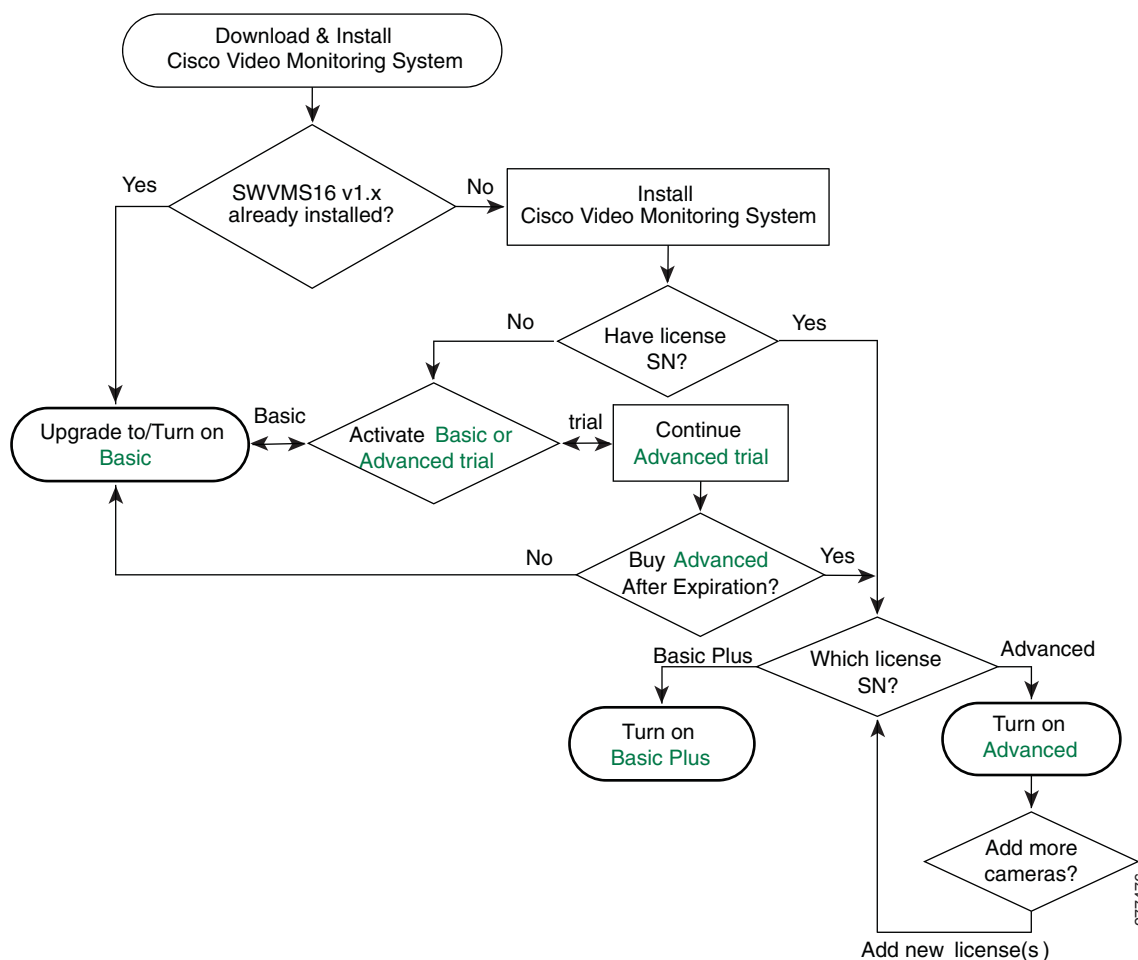 Download & Install
Cisco Video Monitoring System
Yes
SWVMS16 v1.x
already installed?
No
Install
Cisco Video Monitoring System
No
Have license
SN?
Yes
Upgrade to/Turn on
Basic
Basic
Activate Basic or
Advanced trial
trial
Continue
Advanced trial
No
Buy Advanced
After Expiration?
Yes
Basic Plus
Which license
SN?
Advanced
Turn on
Basic Plus
Turn on
Advanced
Add more
cameras?
Add new license(s)